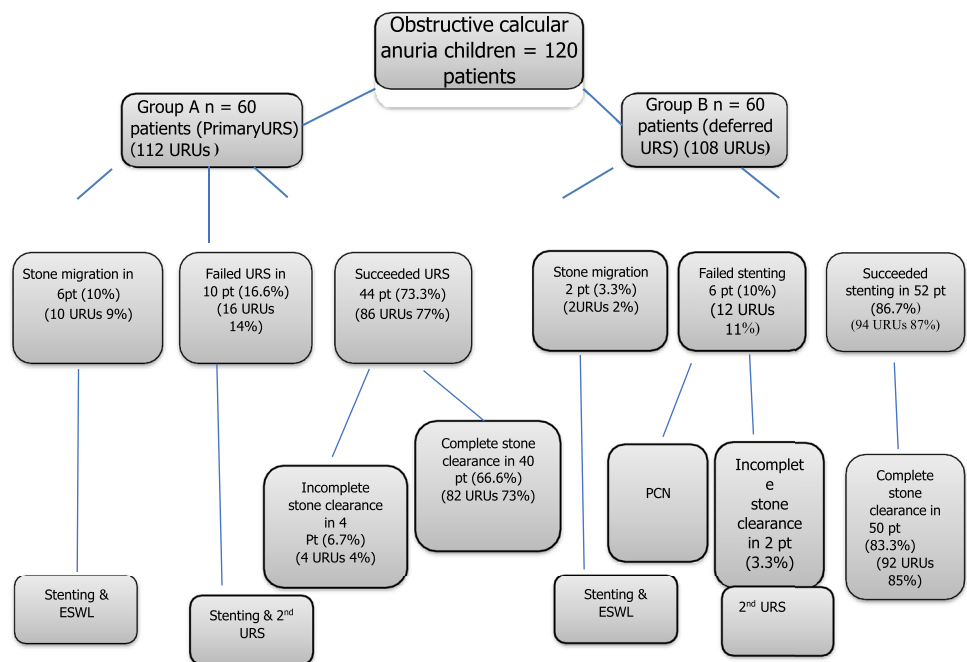 Obstructive calcular
anuria children = 120
patients
Group A n = 60
patients (PrimaryURS)
(112 URUs )
Group B n = 60
patients (deferred
URS) (108 URUs)
Stone migration in
6pt (10%)
(10 URUs 9%)
Failed URS in
10 pt (16.6%)
(16 URUs
14%)
Succeeded URS
44 pt (73.3%)
(86 URUs 77%)
Stone migration
2 pt (3.3%)
(2URUs 2%)
Failed stenting
6 pt (10%)
(12 URUs
11%)
Succeeded
stenting in 52 pt
(86.7%)
(94 URUs 87%)
Incomplete
stone clearance
in 4
Pt (6.7%)
(4 URUs 4%)
Complete stone
clearance in 40
pt (66.6%)
(82 URUs 73%)
PCN
Incomplet
e
stone
clearance
in 2 pt
(3.3%)
Complete
stone
clearance in
50 pt
(83.3%)
(92 URUs
85%)
Stenting &
ESWL
Stenting & 2nd
URS
Stenting &
ESWL
2nd URS